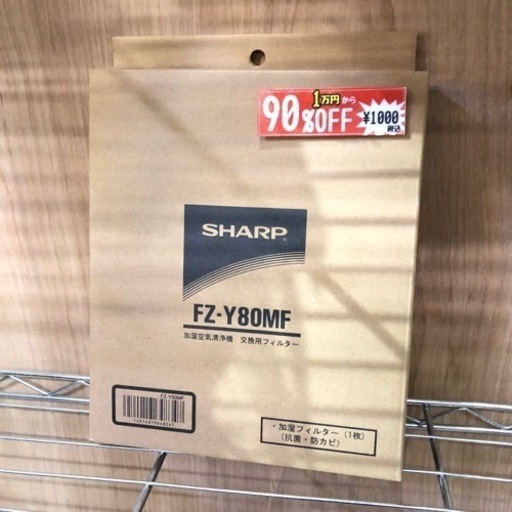 90%OFF
1万円から
¥1000
税込
SHARP
FZ-Y80MF
加湿空気清浄機 交換用フィルター
FZ-Y80MF
・加湿フィルター(1枚)
(抗菌・防カビ)